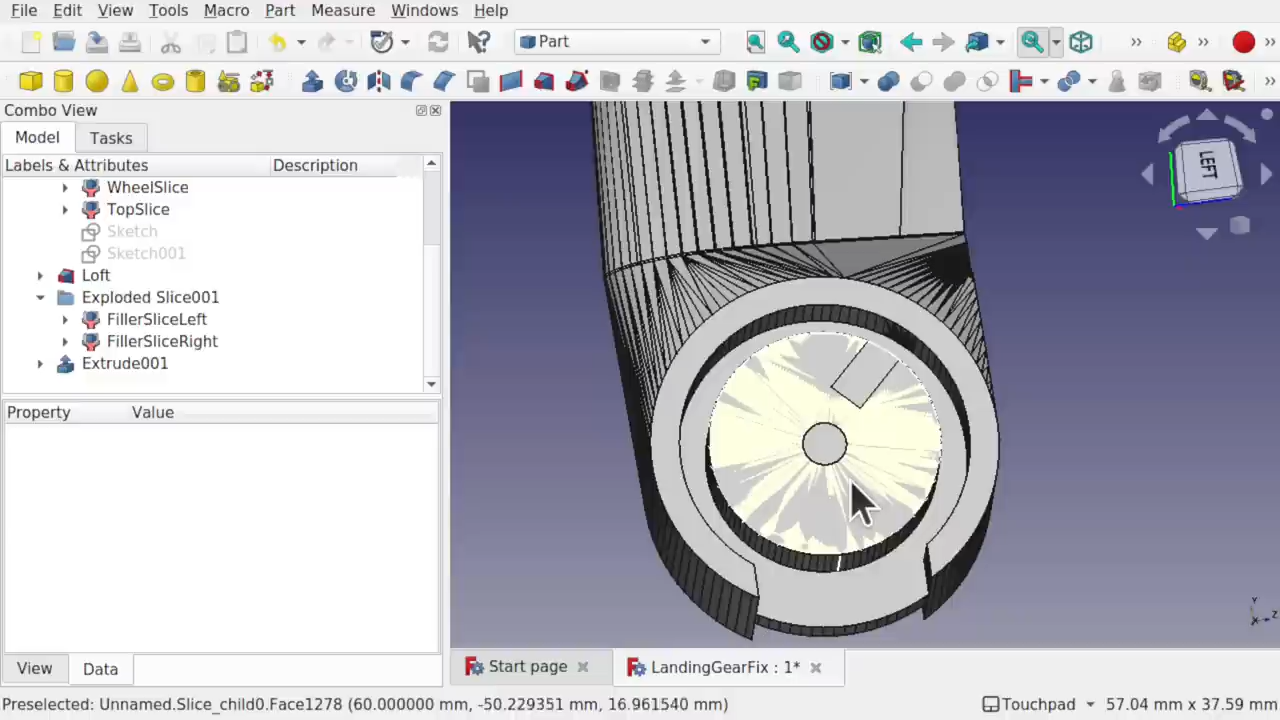 File Edit View Tools Macro Part Measure Windows Help
Part
Combo View
Model Tasks
Labels & Attributes Description
WheelSlice
TopSlice
Sketch
Sketch001
Loft
Exploded Slice001
FillerSliceLeft
FillerSliceRight
Extrude001
Property Value
View Data
LEFT
Y
Z
X
Start page
LandingGearFix : 1*
Preselected: Unnamed.Slice_child0.Face1278 (60.000000 mm, -50.229351 mm, 16.961540 mm)
Touchpad
57.04 mm x 37.59 mm